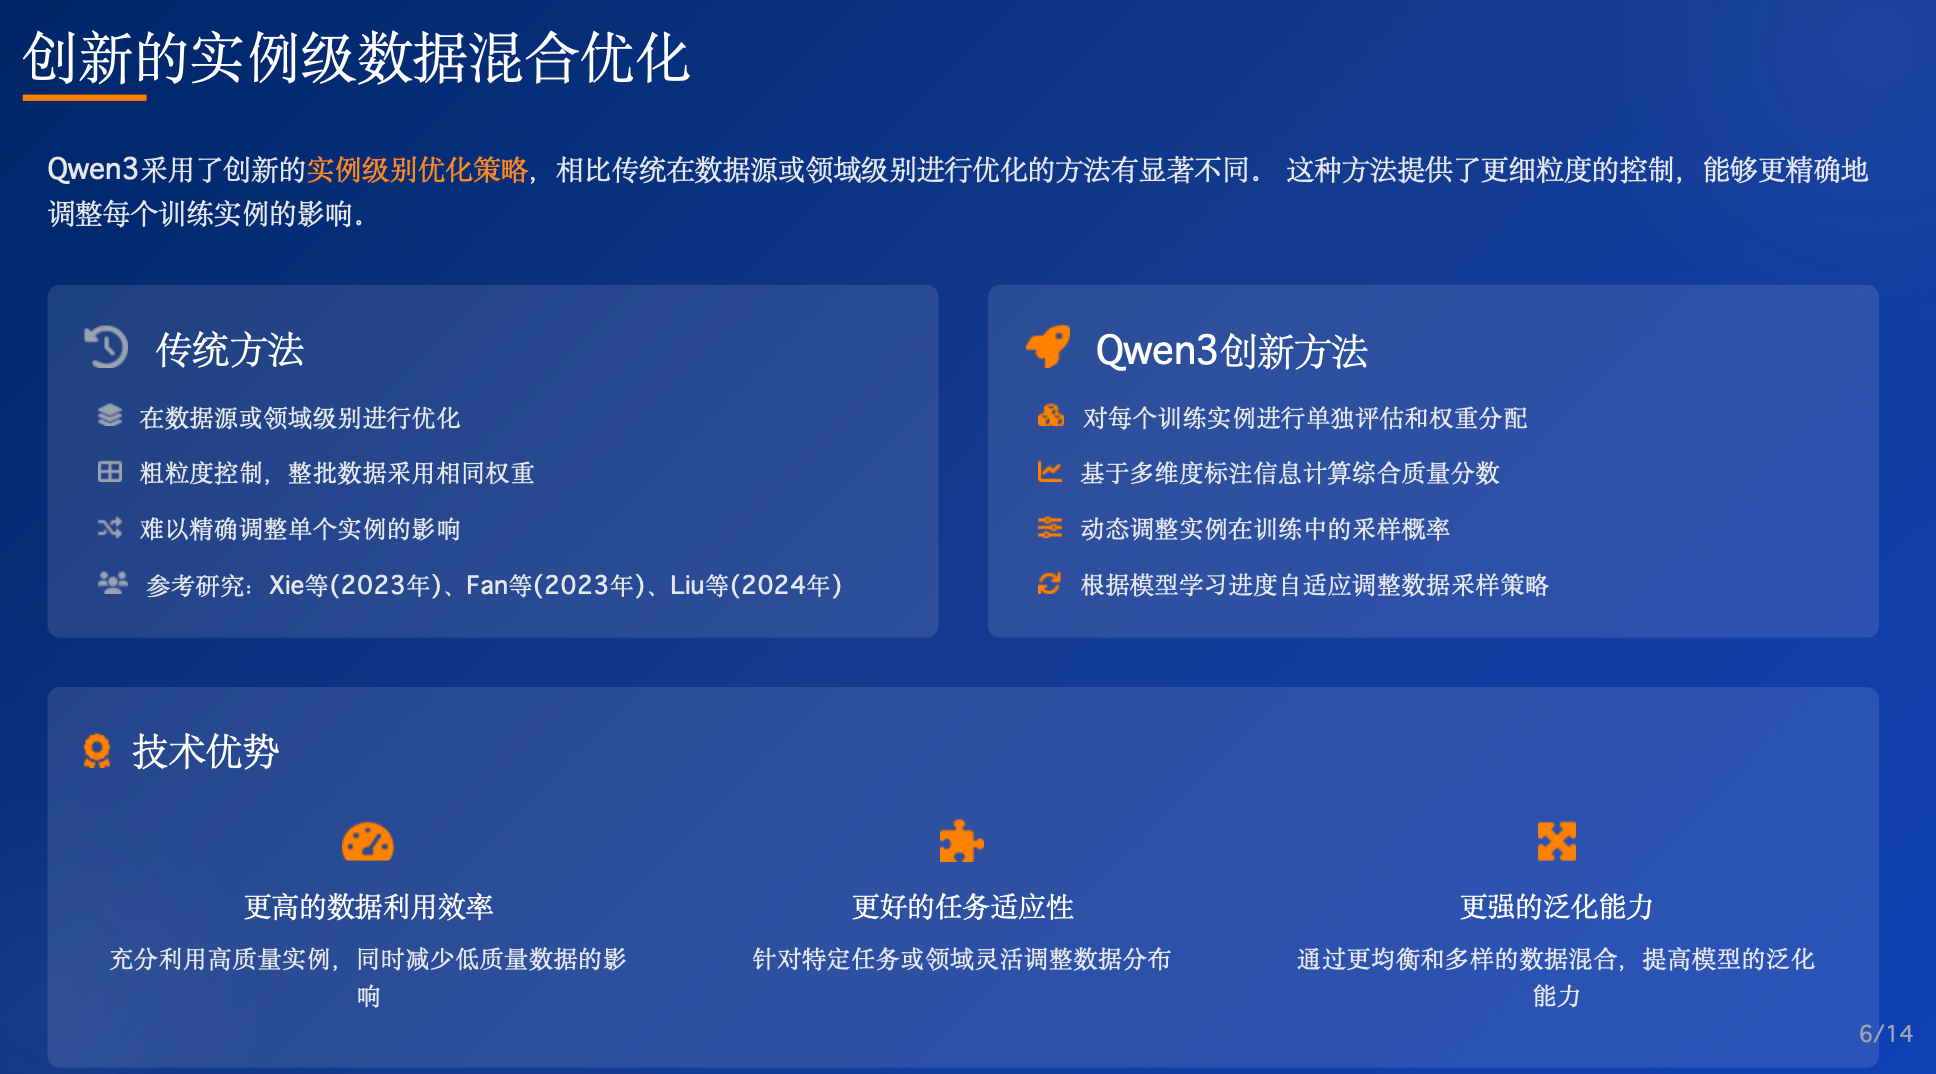 创新的实例级数据混合优化
Qwen3采用了创新的实例级别优化策略，相比传统在数据源或领域级别进行优化的方法有显著不同。 这种方法提供了更细粒度的控制，能够更精确地
调整每个训练实例的影响。
传统方法
在数据源或领域级别进行优化
粗粒度控制，整批数据采用相同权重
难以精确调整单个实例的影响
参考研究：Xie等(2023年)、Fan等(2023年)、Liu等(2024年)
Qwen3创新方法
对每个训练实例进行单独评估和权重分配
基于多维度标注信息计算综合质量分数
动态调整实例在训练中的采样概率
根据模型学习进度自适应调整数据采样策略
技术优势
更高的数据利用效率
充分利用高质量实例，同时减少低质量数据的影
响
更好的任务适应性
针对特定任务或领域灵活调整数据分布
更强的泛化能力
通过更均衡和多样的数据混合，提高模型的泛化
能力
6/14